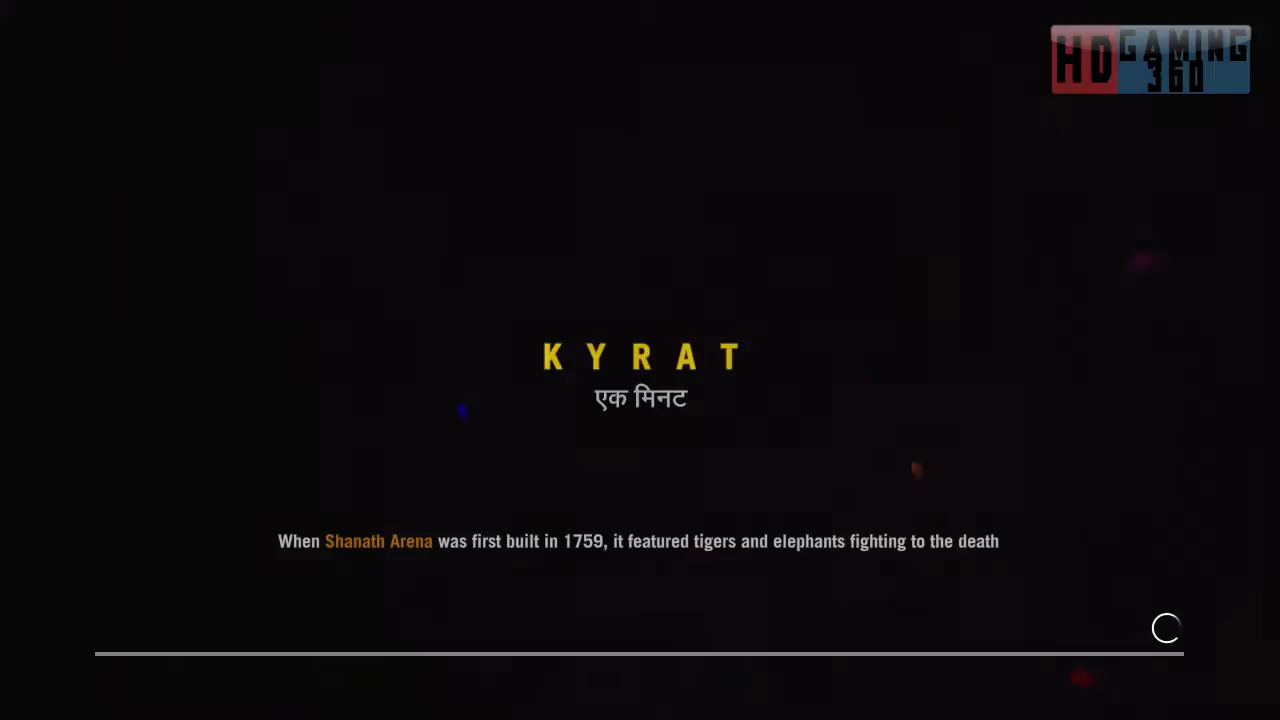 HD GAMING
360
KYRAT
एक मिनट
When Shanath Arena was first built in 1759, it featured tigers and elephants fighting to the death